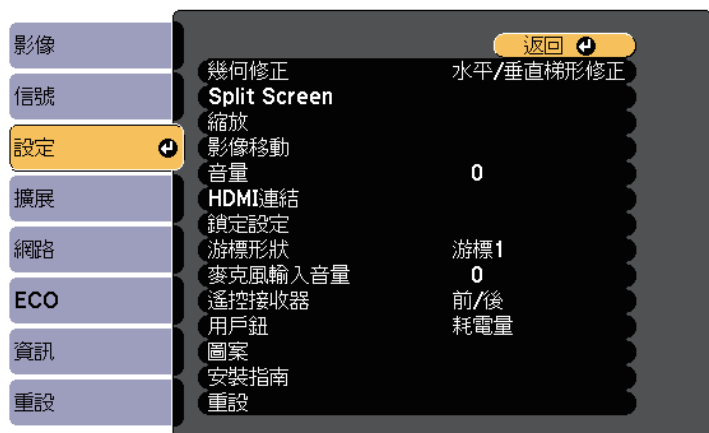 影像
信號
設定
擴展
網路
ECO
資訊
重設
返回
幾何修正 水平/垂直梯形修正
Split Screen
縮放
影像移動
音量 0
HDMI連結
鎖定設定
游標形狀 游標1
麥克風輸入音量 0
遙控接收器 前/後
用戶鈕 耗電量
圖案
安裝指南
重設